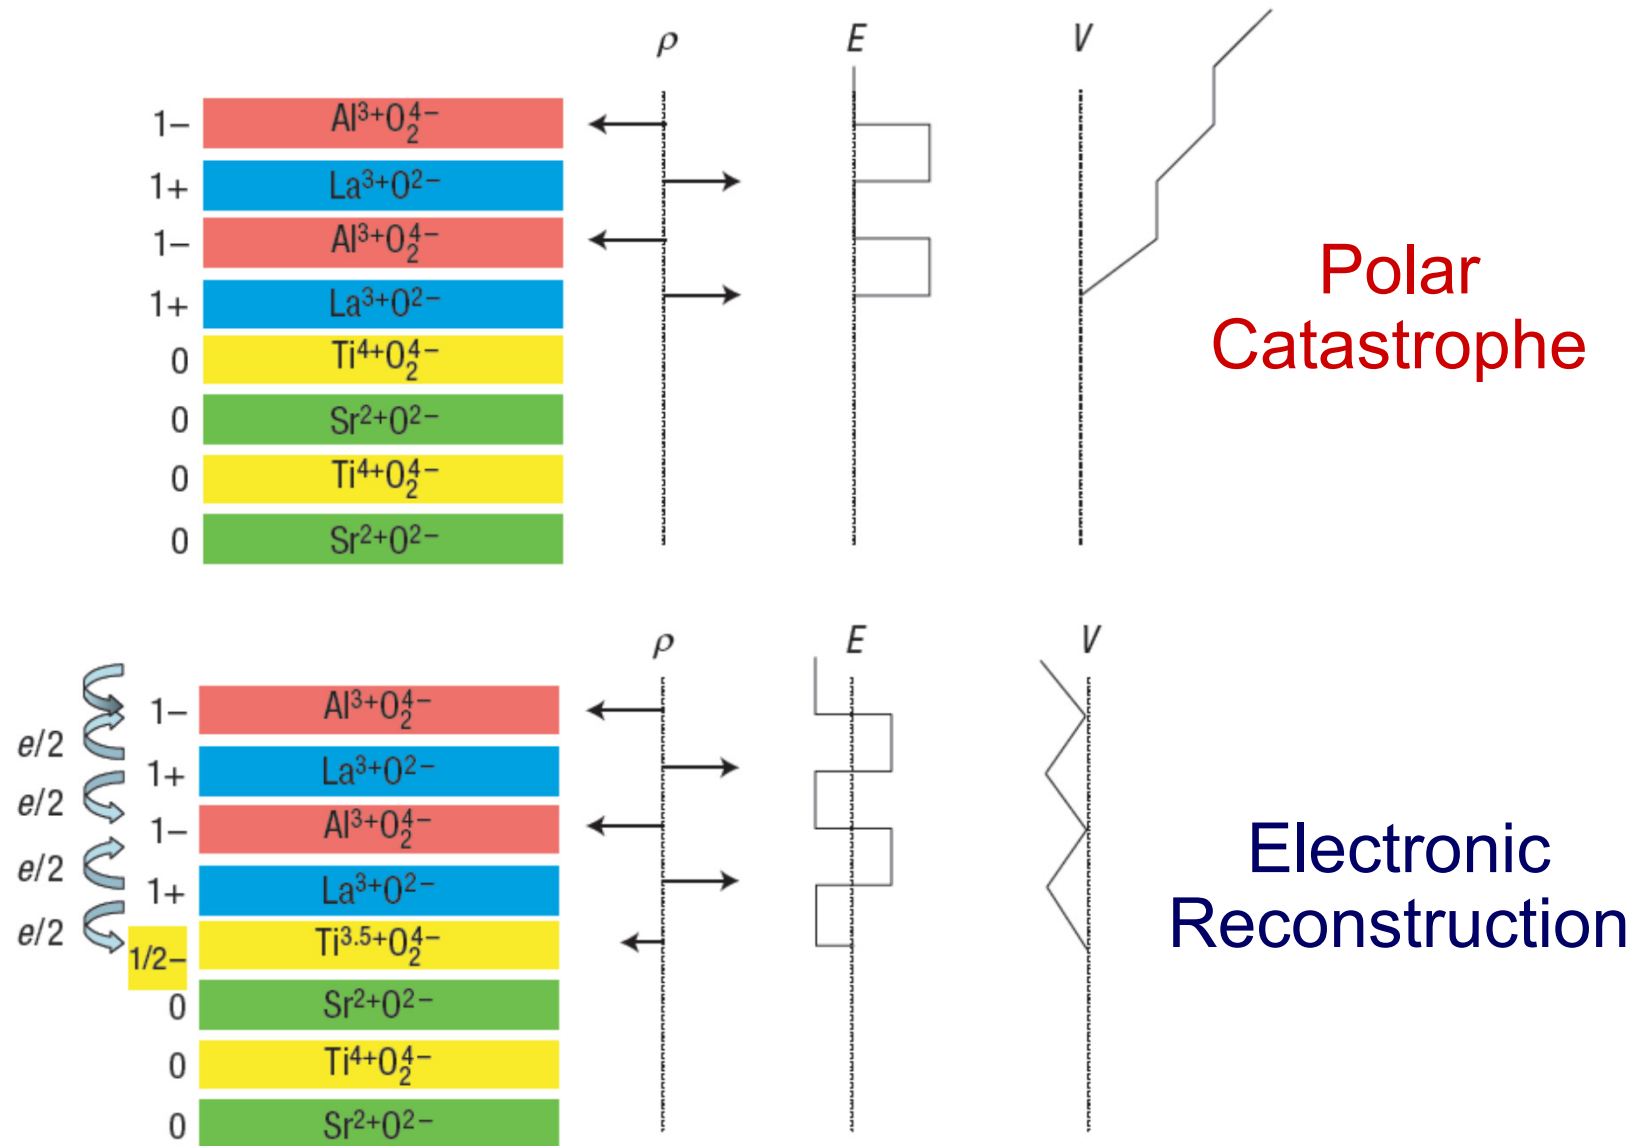 ρ E V
1– Al³⁺O₂⁴⁻
1+ La³⁺O²⁻
1– Al³⁺O₂⁴⁻
1+ La³⁺O²⁻
0 Ti⁴⁺O₂⁴⁻
0 Sr²⁺O²⁻
0 Ti⁴⁺O₂⁴⁻
0 Sr²⁺O²⁻
Polar
Catastrophe
ρ E V
1– Al³⁺O₂⁴⁻
e/2
1+ La³⁺O²⁻
e/2
1– Al³⁺O₂⁴⁻
e/2
1+ La³⁺O²⁻
e/2
1/2– Ti³·⁵⁺O₂⁴⁻
0 Sr²⁺O²⁻
0 Ti⁴⁺O₂⁴⁻
0 Sr²⁺O²⁻
Electronic
Reconstruction